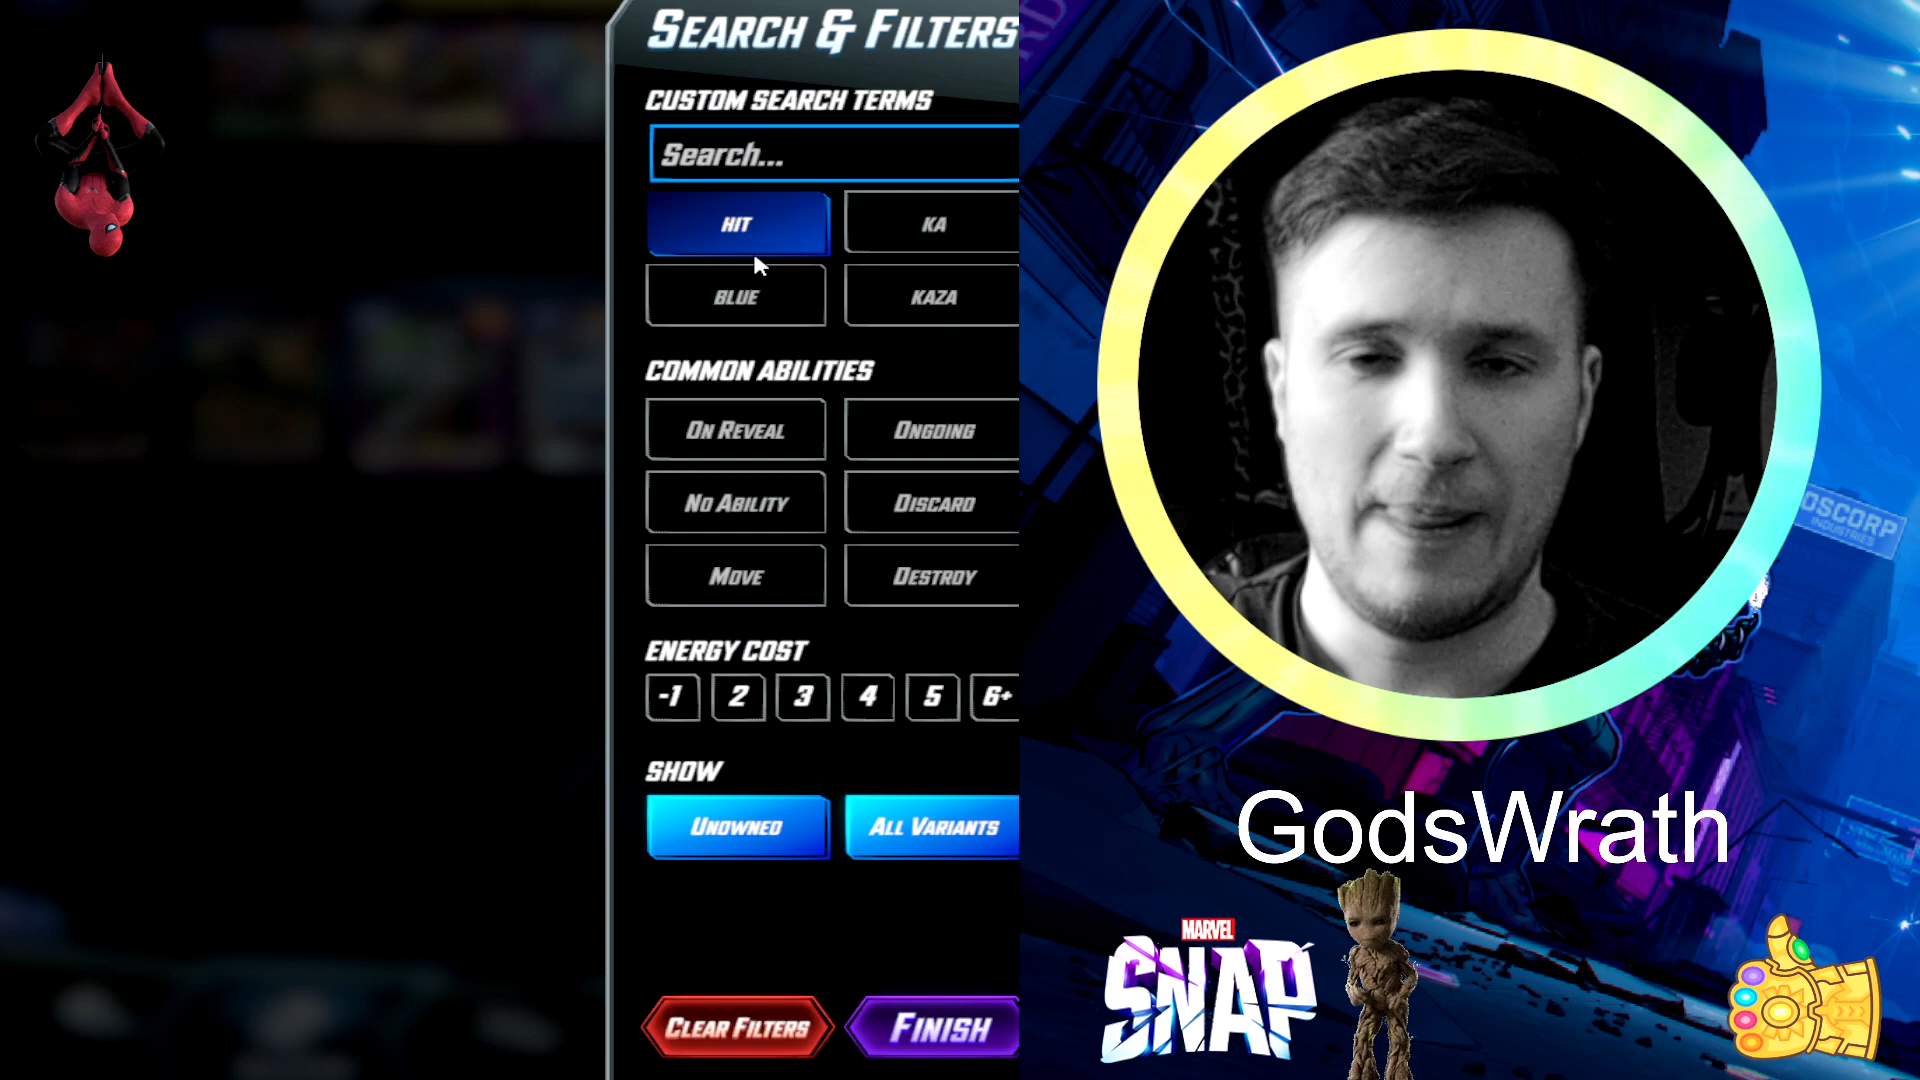 SEARCH & FILTERS
CUSTOM SEARCH TERMS
Search...
HIT
KA
BLUE
KAZA
COMMON ABILITIES
ON REVEAL
ONGOING
NO ABILITY
DISCARD
MOVE
DESTROY
ENERGY COST
-1
2
3
4
5
6+
SHOW
UNOWNED
ALL VARIANTS
CLEAR FILTERS
FINISH
OSCORP
INDUSTRIES
GodsWrath
MARVEL
SNAP